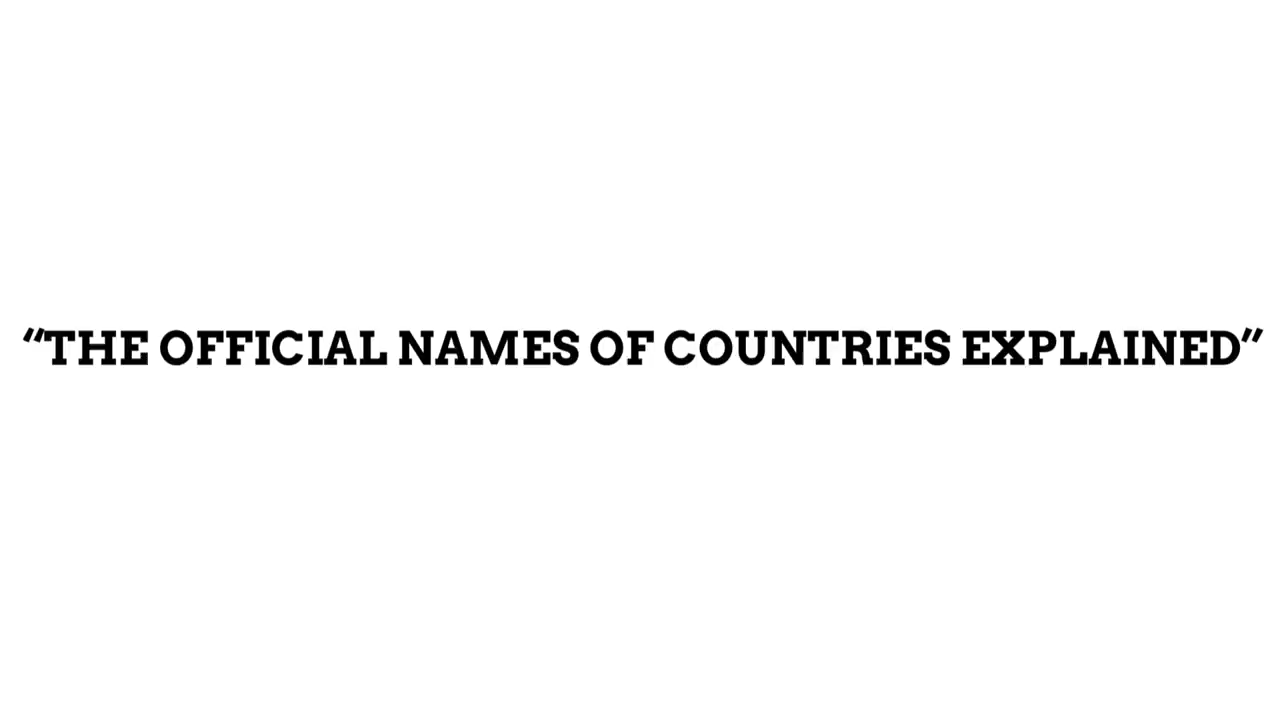 “THE OFFICIAL NAMES OF COUNTRIES EXPLAINED”